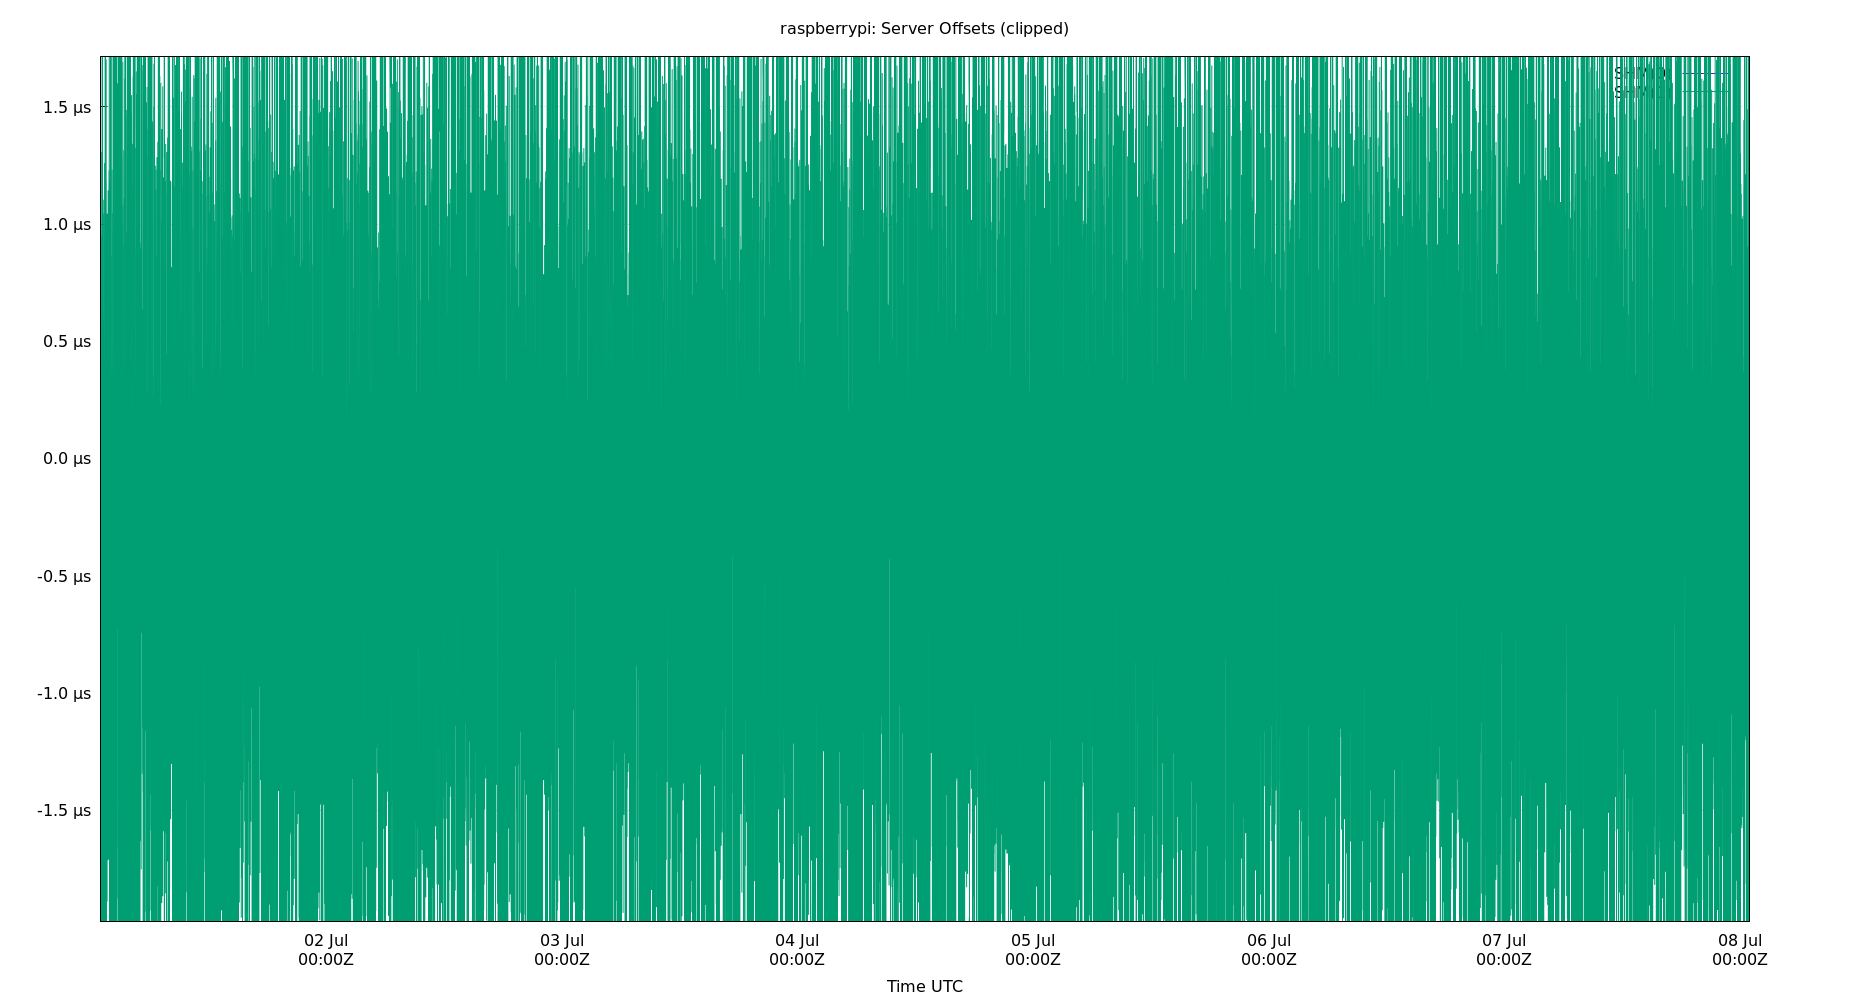 raspberrypi: Server Offsets (clipped)
1.5 µs
1.0 µs
0.5 µs
0.0 µs
-0.5 µs
-1.0 µs
-1.5 µs
02 Jul
00:00Z
03 Jul
00:00Z
04 Jul
00:00Z
05 Jul
00:00Z
06 Jul
00:00Z
07 Jul
00:00Z
08 Jul
00:00Z
Time UTC